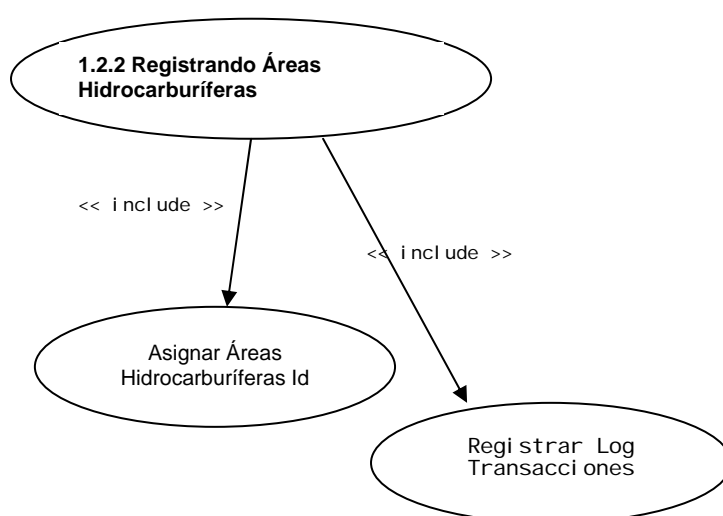 1.2.2 Registrando Áreas
Hidrocarburíferas
<< include >>
<< include >>
Asignar Áreas
Hidrocarburíferas Id
Registrar Log
Transacciones